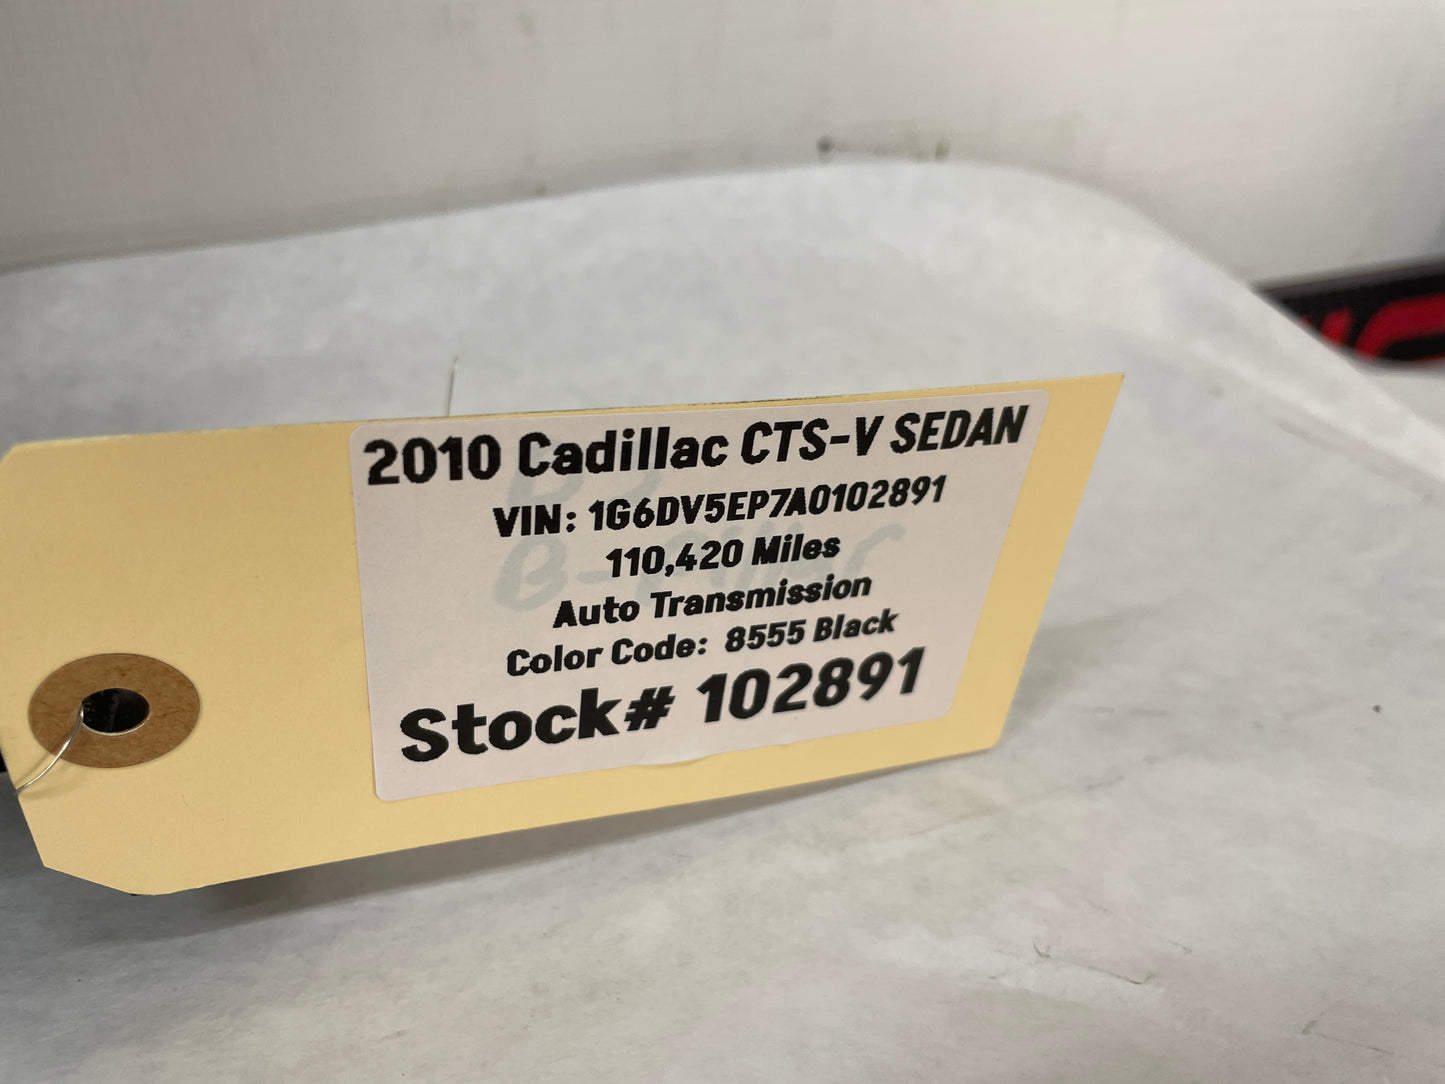 2010 Cadillac CTS-V SEDAN
VIN: 1G6DV5EP7A0102891
110,420 Miles
Auto Transmission
Color Code: 8555 Black
Stock# 102891